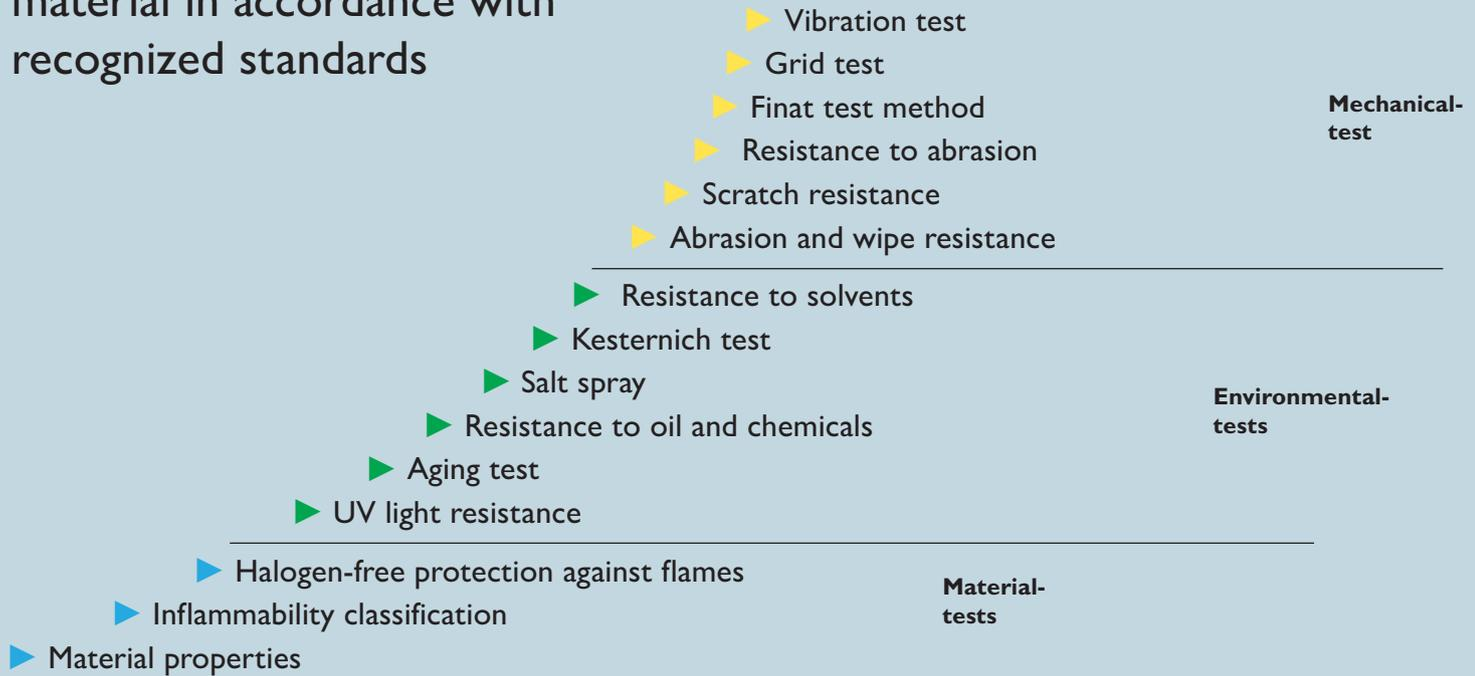 material in accordance with
recognized standards
Vibration test
Grid test
Finat test method
Mechanical-
test
Resistance to abrasion
Scratch resistance
Abrasion and wipe resistance
Resistance to solvents
Kesternich test
Salt spray
Environmental-
tests
Resistance to oil and chemicals
Aging test
UV light resistance
Halogen-free protection against flames
Material-
tests
Inflammability classification
Material properties